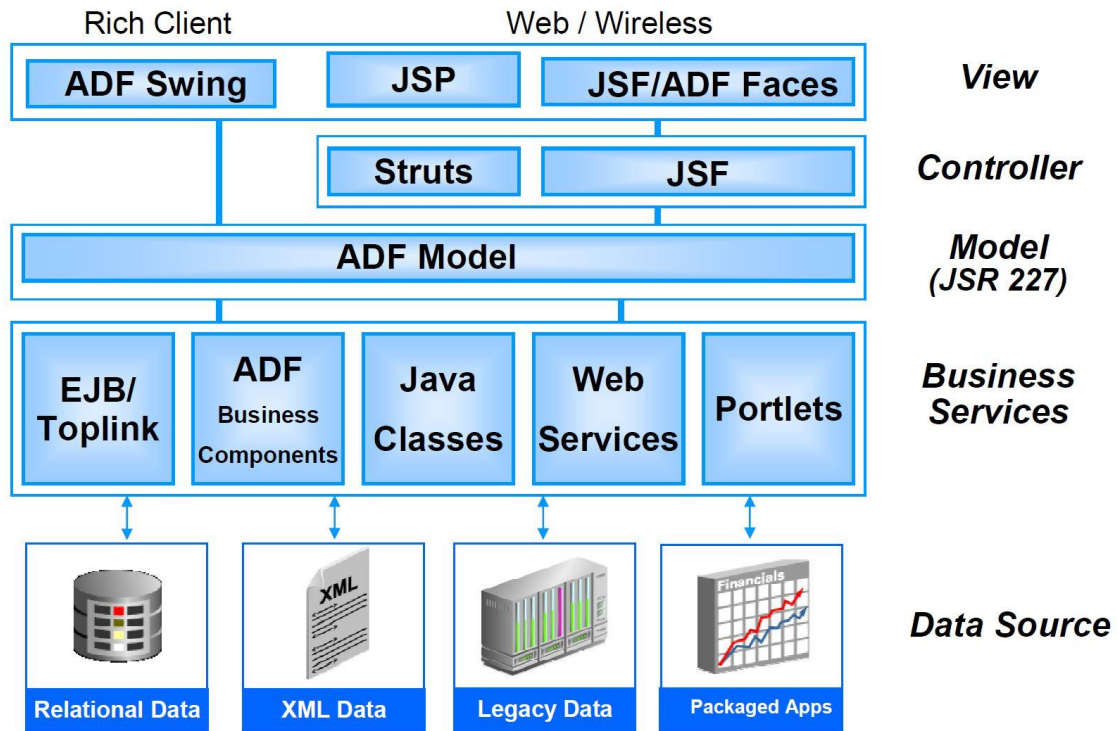 Rich Client
Web / Wireless
ADF Swing
JSP
JSF/ADF Faces
View
Struts
JSF
Controller
ADF Model
Model
(JSR 227)
EJB/
Toplink
ADF
Business
Components
Java
Classes
Web
Services
Portlets
Business
Services
XML
Financials
Relational Data
XML Data
Legacy Data
Packaged Apps
Data Source